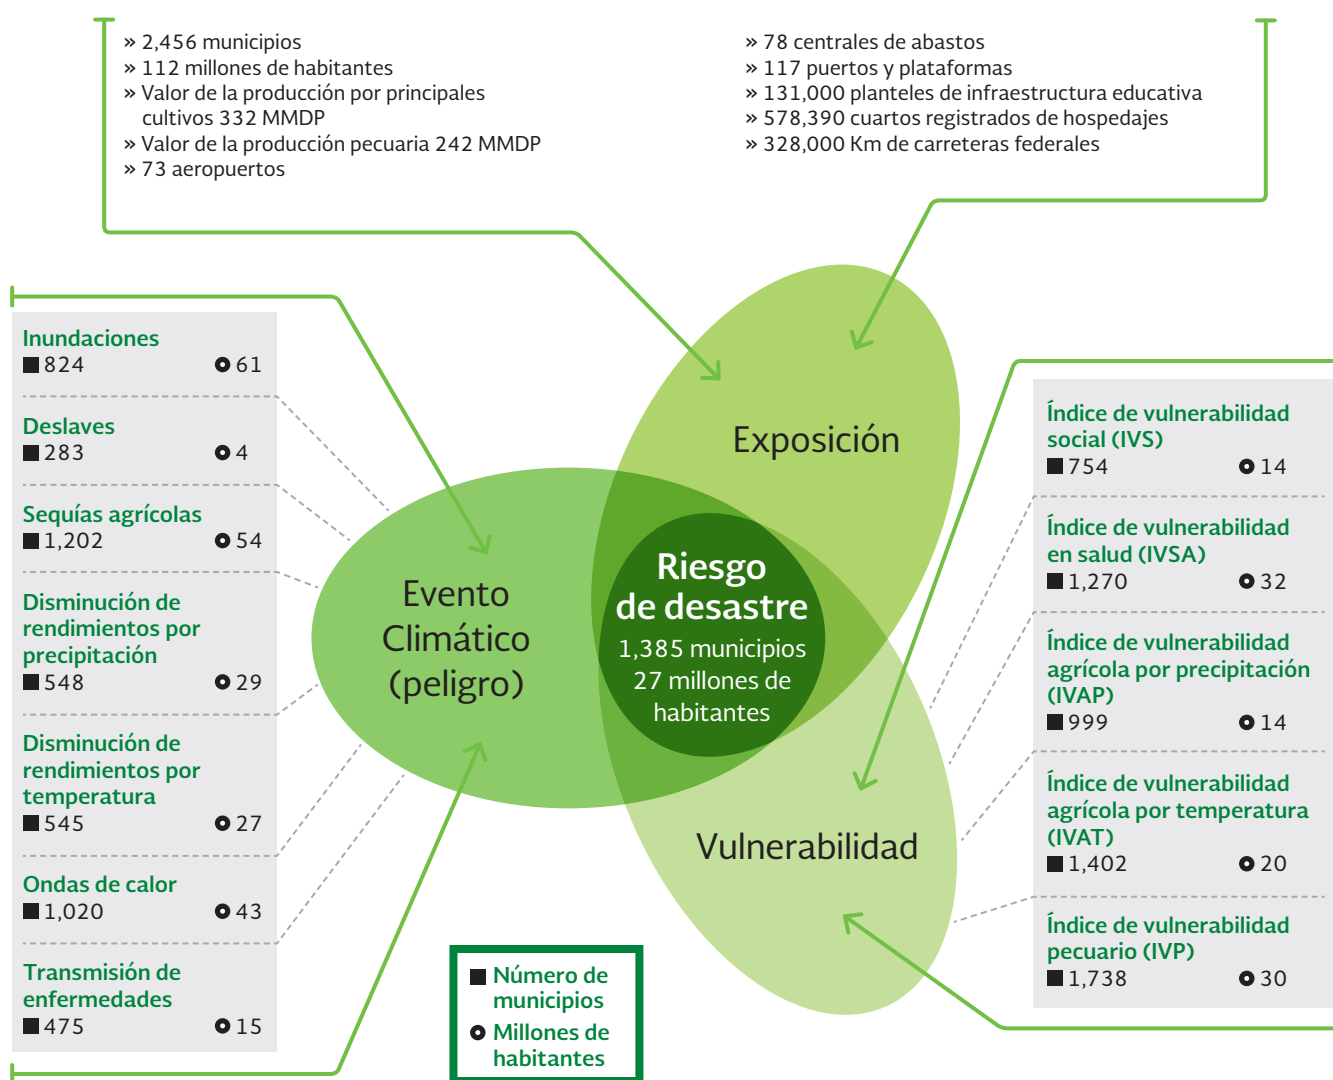 » 2,456 municipios
» 112 millones de habitantes
» Valor de la producción por principales
cultivos 332 MMDP
» Valor de la producción pecuaria 242 MMDP
» 73 aeropuertos
» 78 centrales de abastos
» 117 puertos y plataformas
» 131,000 planteles de infraestructura educativa
» 578,390 cuartos registrados de hospedajes
» 328,000 Km de carreteras federales
Inundaciones
824 61
Deslaves
283 4
Sequías agrícolas
1,202 54
Disminución de
rendimientos por
precipitación
548 29
Disminución de
rendimientos por
temperatura
545 27
Ondas de calor
1,020 43
Transmisión de
enfermedades
475 15
Exposición
Evento
Climático
(peligro)
Riesgo
de desastre
1,385 municipios
27 millones de
habitantes
Vulnerabilidad
Índice de vulnerabilidad
social (IVS)
754 14
Índice de vulnerabilidad
en salud (IVSA)
1,270 32
Índice de vulnerabilidad
agrícola por precipitación
(IVAP)
999 14
Índice de vulnerabilidad
agrícola por temperatura
(IVAT)
1,402 20
Índice de vulnerabilidad
pecuario (IVP)
1,738 30
Número de
municipios
Millones de
habitantes